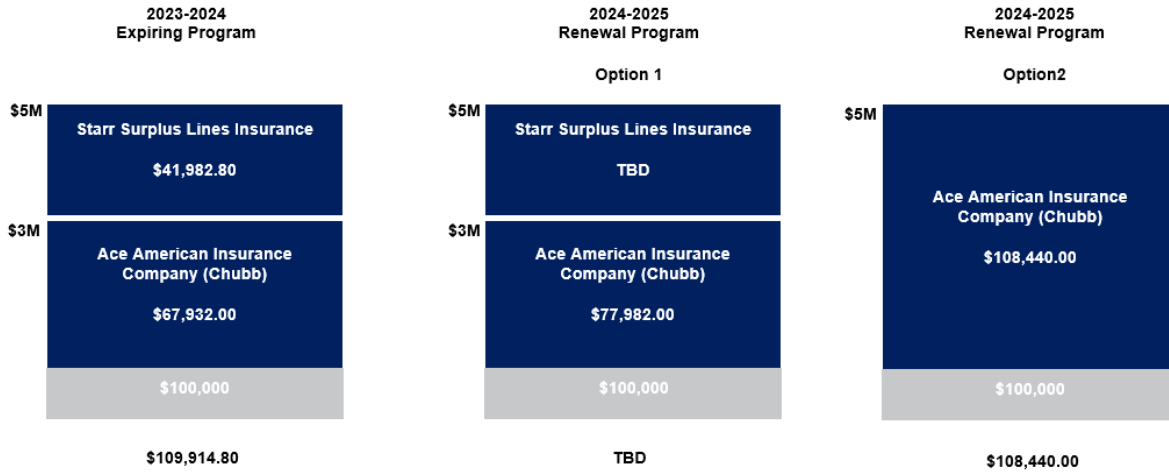 2023-2024
Expiring Program
$5M
Starr Surplus Lines Insurance
$41,982.80
$3M
Ace American Insurance
Company (Chubb)
$67,932.00
$100,000
$109,914.80
2024-2025
Renewal Program
Option 1
$5M
Starr Surplus Lines Insurance
TBD
$3M
Ace American Insurance
Company (Chubb)
$77,982.00
$100,000
TBD
2024-2025
Renewal Program
Option2
$5M
Ace American Insurance
Company (Chubb)
$108,440.00
$100,000
$108,440.00